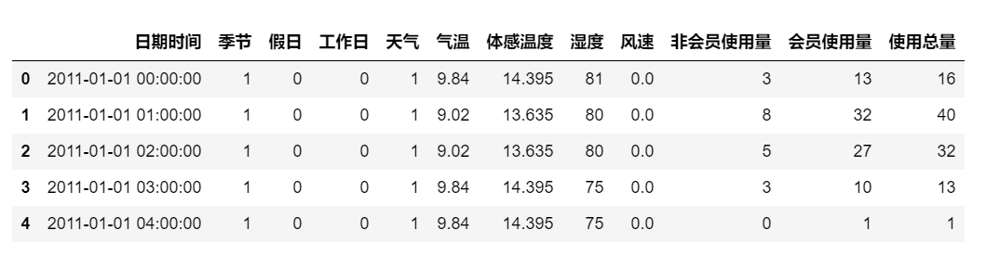 日期时间 季节 假日 工作日 天气 气温 体感温度 湿度 风速 非会员使用量 会员使用量 使用总量
0 2011-01-01 00:00:00 1 0 0 1 9.84 14.395 81 0.0 3 13 16
1 2011-01-01 01:00:00 1 0 0 1 9.02 13.635 80 0.0 8 32 40
2 2011-01-01 02:00:00 1 0 0 1 9.02 13.635 80 0.0 5 27 32
3 2011-01-01 03:00:00 1 0 0 1 9.84 14.395 75 0.0 3 10 13
4 2011-01-01 04:00:00 1 0 0 1 9.84 14.395 75 0.0 0 1 1